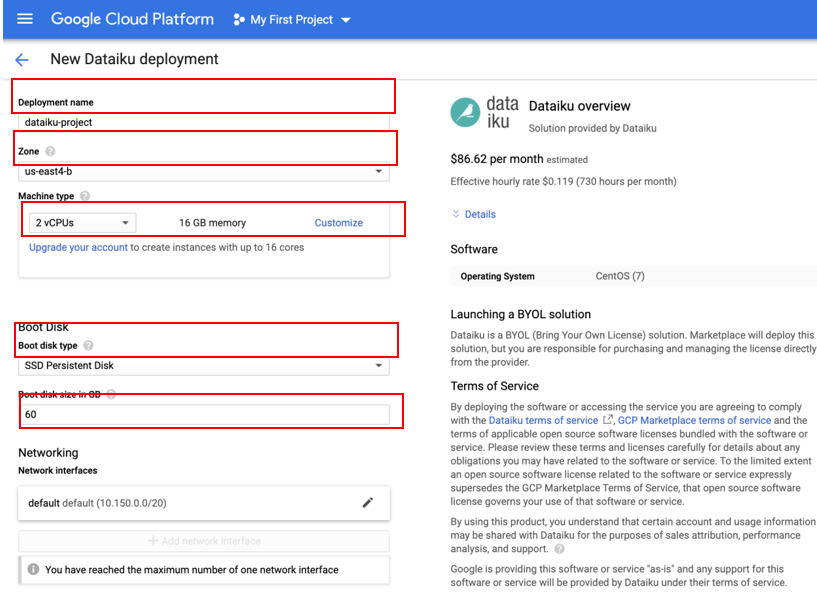 Google Cloud Platform
My First Project
New Dataiku deployment
Deployment name
dataiku-project
Zone
us-east4-b
Machine type
2 vCPUs
16 GB memory
Customize
Upgrade your account to create instances with up to 16 cores
Boot Disk
Boot disk type
SSD Persistent Disk
Boot disk size in GB
60
Networking
Network interfaces
default default (10.150.0.0/20)
Add network interface
You have reached the maximum number of one network interface
data
iku
Dataiku overview
Solution provided by Dataiku
$86.62 per month estimated
Effective hourly rate $0.119 (730 hours per month)
Details
Software
Operating System
CentOS (7)
Launching a BYOL solution
Dataiku is a BYOL (Bring Your Own License) solution. Marketplace will deploy this
solution, but you are responsible for purchasing and managing the license directly
from the provider.
Terms of Service
By deploying the software or accessing the service you are agreeing to comply
with the Dataiku terms of service, GCP Marketplace terms of service and the
terms of applicable open source software licenses bundled with the software or
service. Please review these terms and licenses carefully for details about any
obligations you may have related to the software or service. To the limited extent
an open source software license related to the software or service expressly
supersedes the GCP Marketplace Terms of Service, that open source software
license governs your use of that software or service.
By using this product, you understand that certain account and usage information
may be shared with Dataiku for the purposes of sales attribution, performance
analysis, and support.
Google is providing this software or service "as-is" and any support for this
software or service will be provided by Dataiku under their terms of service.